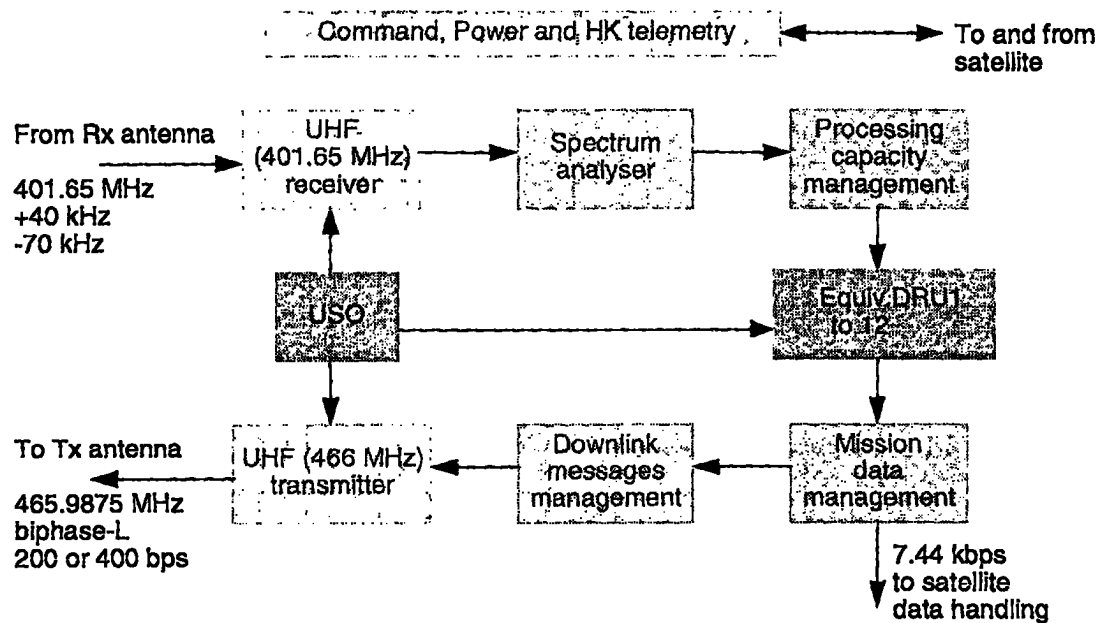 Command, Power and HK telemetry
To and from
satellite
From Rx antenna
401.65 MHz
+40 kHz
-70 kHz
UHF
(401.65 MHz)
receiver
Spectrum
analyser
Processing
capacity
management
USO
Equiv.DRU1
to 12
To Tx antenna
465.9875 MHz
biphase-L
200 or 400 bps
UHF (466 MHz)
transmitter
Downlink
messages
management
Mission
data
management
7.44 kbps
to satellite
data handling